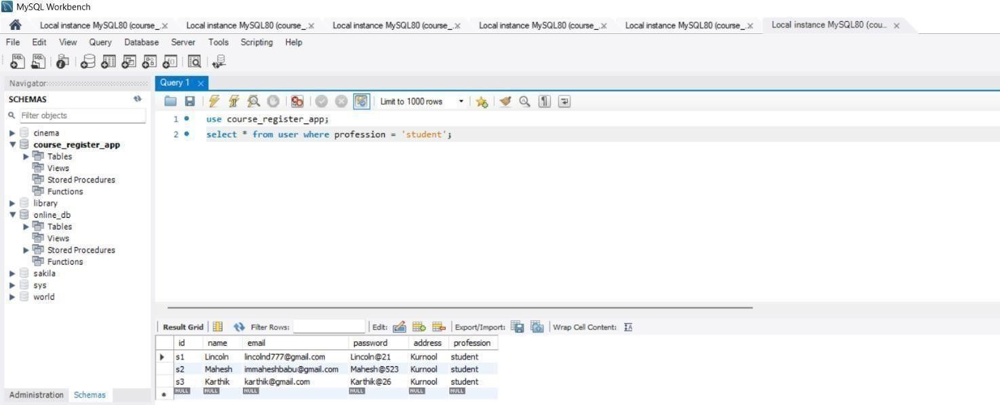 MySQL Workbench
Local instance MySQL80 (course_... Local instance MySQL80 (course_... Local instance MySQL80 (course_... Local instance MySQL80 (course_... Local instance MySQL80 (course_... Local instance MySQL80 (cou...
File Edit View Query Database Server Tools Scripting Help
Navigator
Query 1
SCHEMAS
Limit to 1000 rows
Filter objects
1 use course_register_app;
2 select * from user where profession = 'student';
cinema
course_register_app
Tables
Views
Stored Procedures
Functions
library
online_db
Tables
Views
Stored Procedures
Functions
sakila
sys
world
Result Grid Filter Rows: Edit: Export/Import: Wrap Cell Content:
id name email password address profession
s1 Lincoln lincolnd777@gmail.com Lincoln@21 Kurnool student
s2 Mahesh immaheshbabu@gmail.com Mahesh@523 Kurnool student
s3 Karthik karthik@gmail.com Karthik@26 Kurnool student
NULL NULL NULL NULL NULL NULL
Administration Schemas